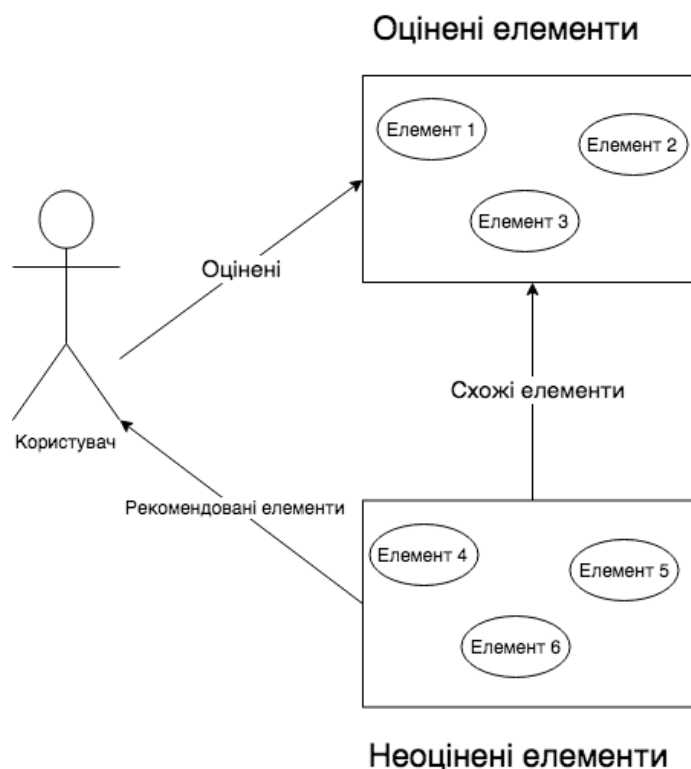 Оцінені елементи
Елемент 1
Елемент 2
Елемент 3
Оцінені
Схожі елементи
Користувач
Рекомендовані елементи
Елемент 4
Елемент 5
Елемент 6
Неоцінені елементи